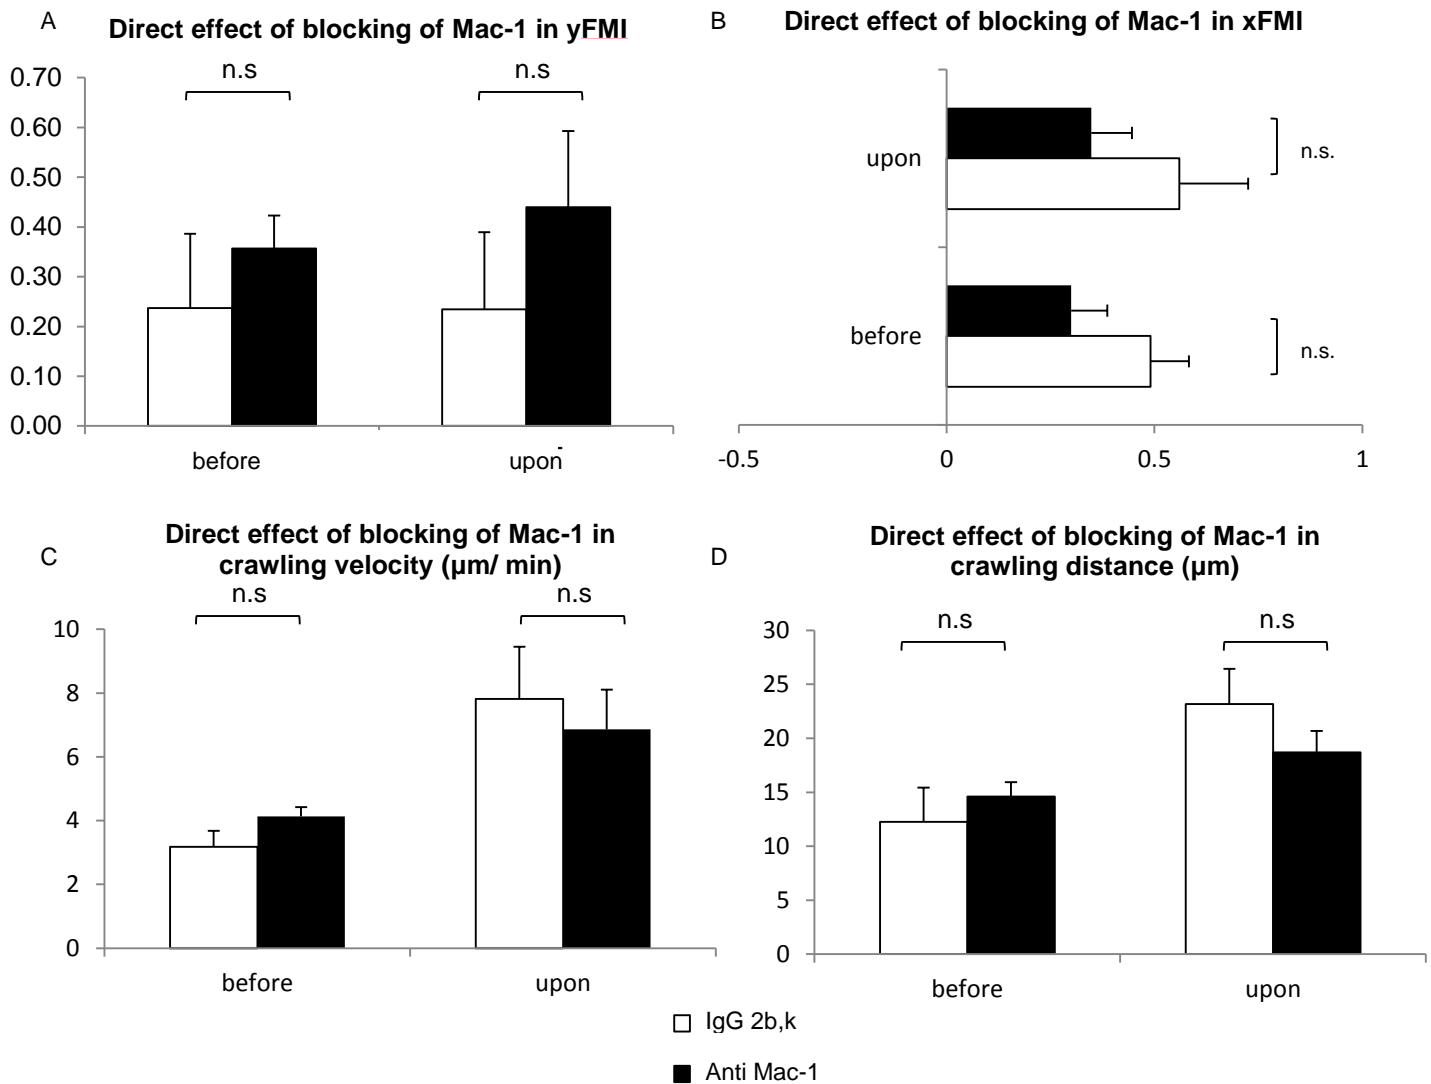 A
Direct effect of blocking of Mac-1 in yFMI
n.s
n.s
0.70
0.60
0.50
0.40
0.30
0.20
0.10
0.00
before
upon
B
Direct effect of blocking of Mac-1 in xFMI
upon
n.s.
before
n.s.
-0.5
0
0.5
1
C
Direct effect of blocking of Mac-1 in
crawling velocity (µm/ min)
n.s
n.s
10
8
6
4
2
0
before
upon
D
Direct effect of blocking of Mac-1 in
crawling distance (µm)
n.s
n.s
30
25
20
15
10
5
0
before
upon
IgG 2b,k
Anti Mac-1